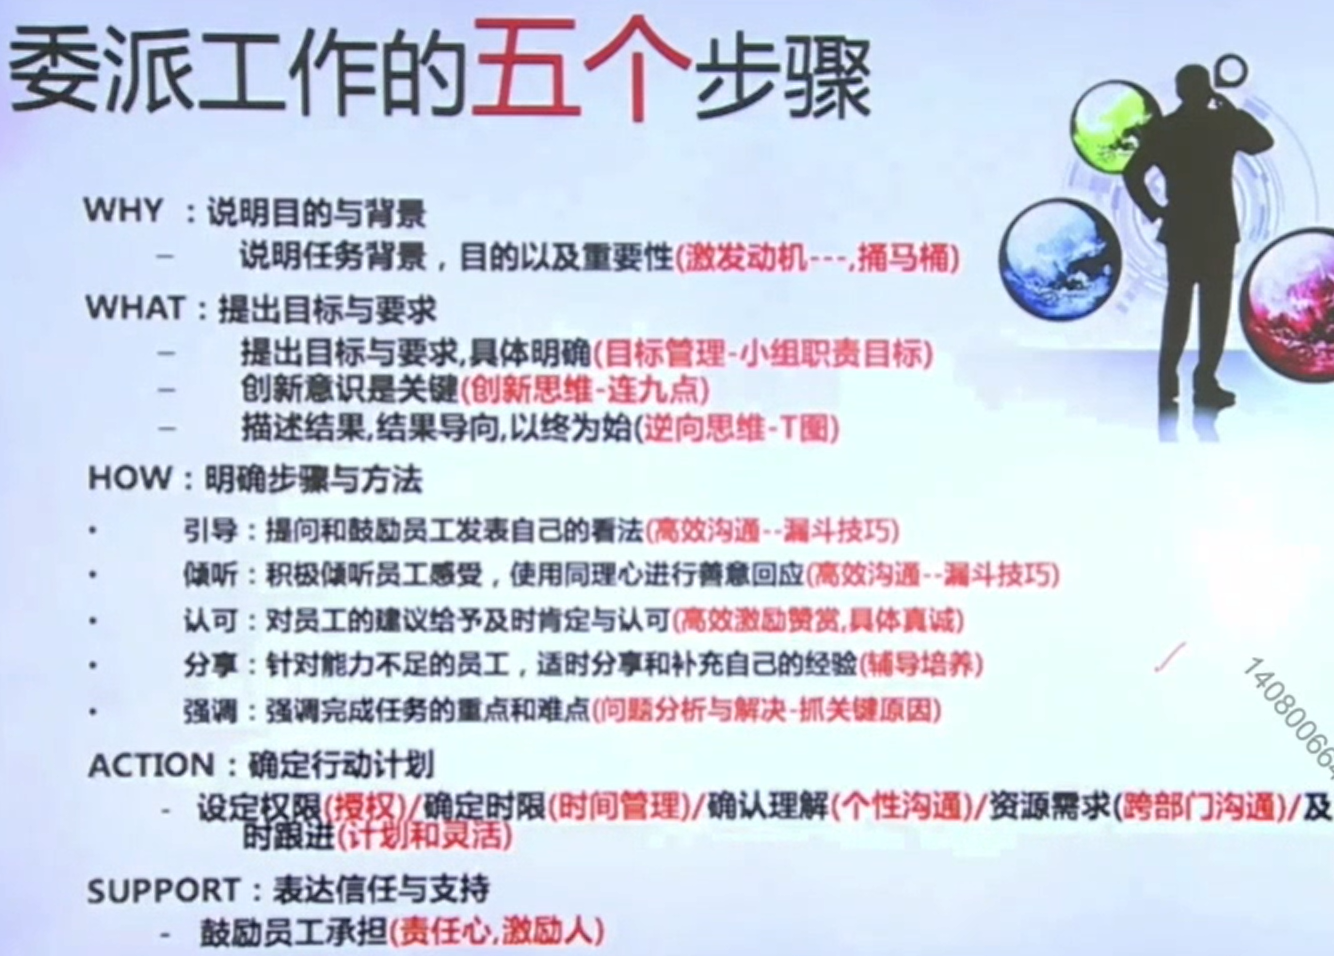 委派工作的五个步骤
WHY ：说明目的与背景
– 说明任务背景，目的以及重要性(激发动机---,捅马桶)
WHAT：提出目标与要求
– 提出目标与要求,具体明确(目标管理-小组职责目标)
– 创新意识是关键(创新思维-连九点)
– 描述结果,结果导向,以终为始(逆向思维-T图)
HOW：明确步骤与方法
• 引导：提问和鼓励员工发表自己的看法(高效沟通--漏斗技巧)
• 倾听：积极倾听员工感受，使用同理心进行善意回应(高效沟通--漏斗技巧)
• 认可：对员工的建议给予及时肯定与认可(高效激励赞赏,具体真诚)
• 分享：针对能力不足的员工，适时分享和补充自己的经验(辅导培养)
• 强调：强调完成任务的重点和难点(问题分析与解决-抓关键原因)
ACTION：确定行动计划
- 设定权限(授权)/确定时限(时间管理)/确认理解(个性沟通)/资源需求(跨部门沟通)/及
时跟进(计划和灵活)
SUPPORT：表达信任与支持
- 鼓励员工承担(责任心,激励人)
14080066